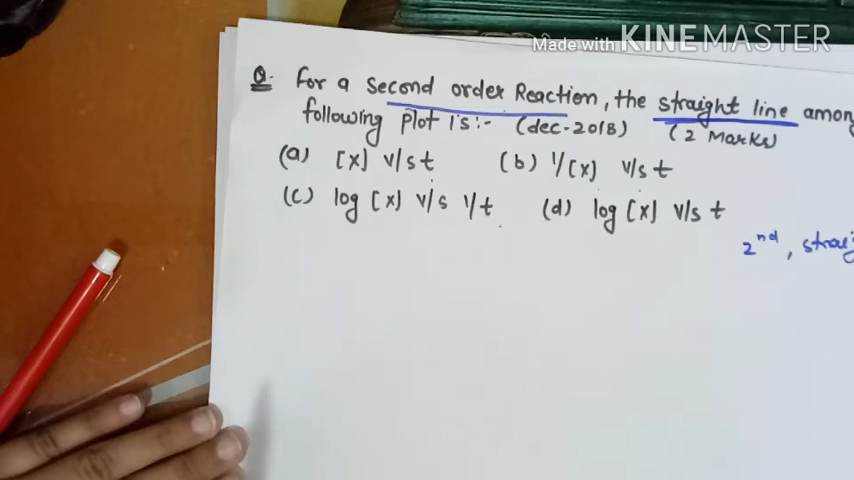 Made with KINEMASTER
Q. For a second order Reaction, the straight line among
following plot is:- (dec-2018) (2 Marks)
(a) [x] v/s t (b) 1/[x] v/s t
(c) log [x] v/s 1/t (d) log [x] v/s t
2nd, straig